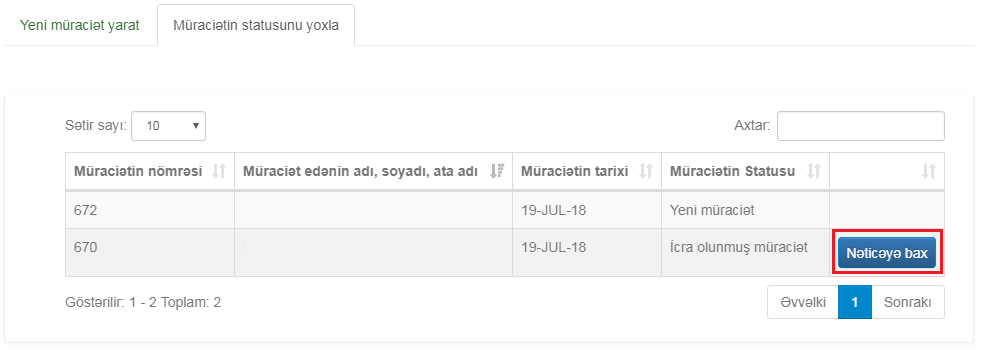 Yeni müraciət yarat Müraciətin statusunu yoxla
Sətir sayı: 10 Axtar:
Müraciətin nömrəsi Müraciət edənin adı, soyadı, ata adı Müraciətin tarixi Müraciətin Statusu
672 19-JUL-18 Yeni müraciət
670 19-JUL-18 İcra olunmuş müraciət Nəticəyə bax
Göstərilir: 1 - 2 Toplam: 2 Əvvəlki 1 Sonrakı